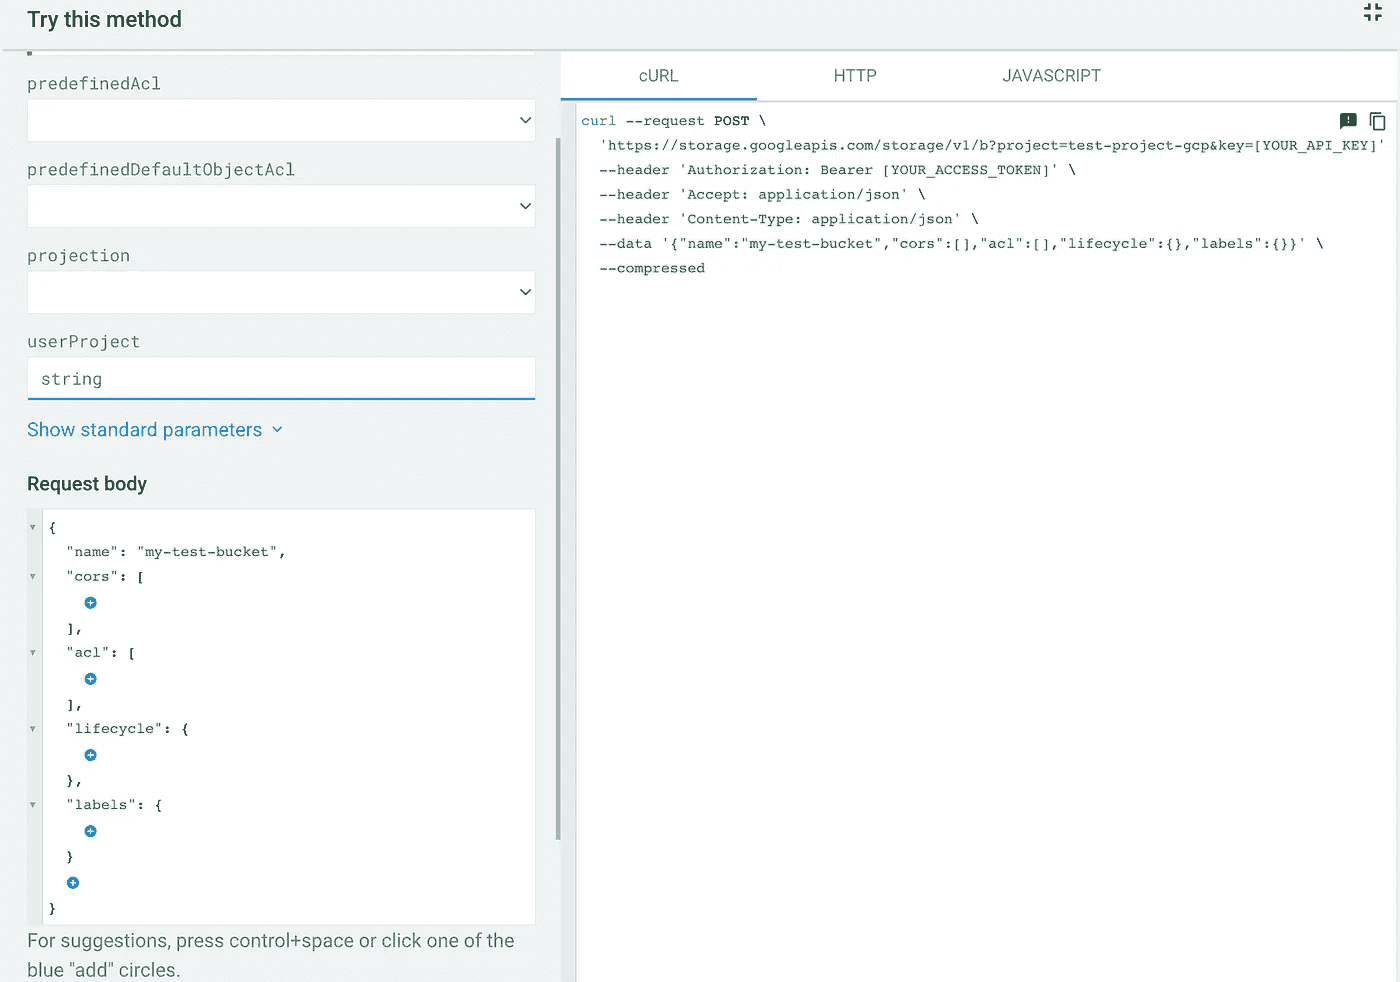 Try this method
predefinedAcl
predefinedDefaultObjectAcl
projection
userProject
string
Show standard parameters
Request body
{
"name": "my-test-bucket",
"cors": [
],
"acl": [
],
"lifecycle": {
},
"labels": {
}
}
For suggestions, press control+space or click one of the
blue "add" circles.
cURL
HTTP
JAVASCRIPT
curl --request POST \
'https://storage.googleapis.com/storage/v1/b?project=test-project-gcp&key=[YOUR_API_KEY]'
--header 'Authorization: Bearer [YOUR_ACCESS_TOKEN]' \
--header 'Accept: application/json' \
--header 'Content-Type: application/json' \
--data '{"name":"my-test-bucket","cors":[],"acl":[],"lifecycle":{},"labels":{}}' \
--compressed